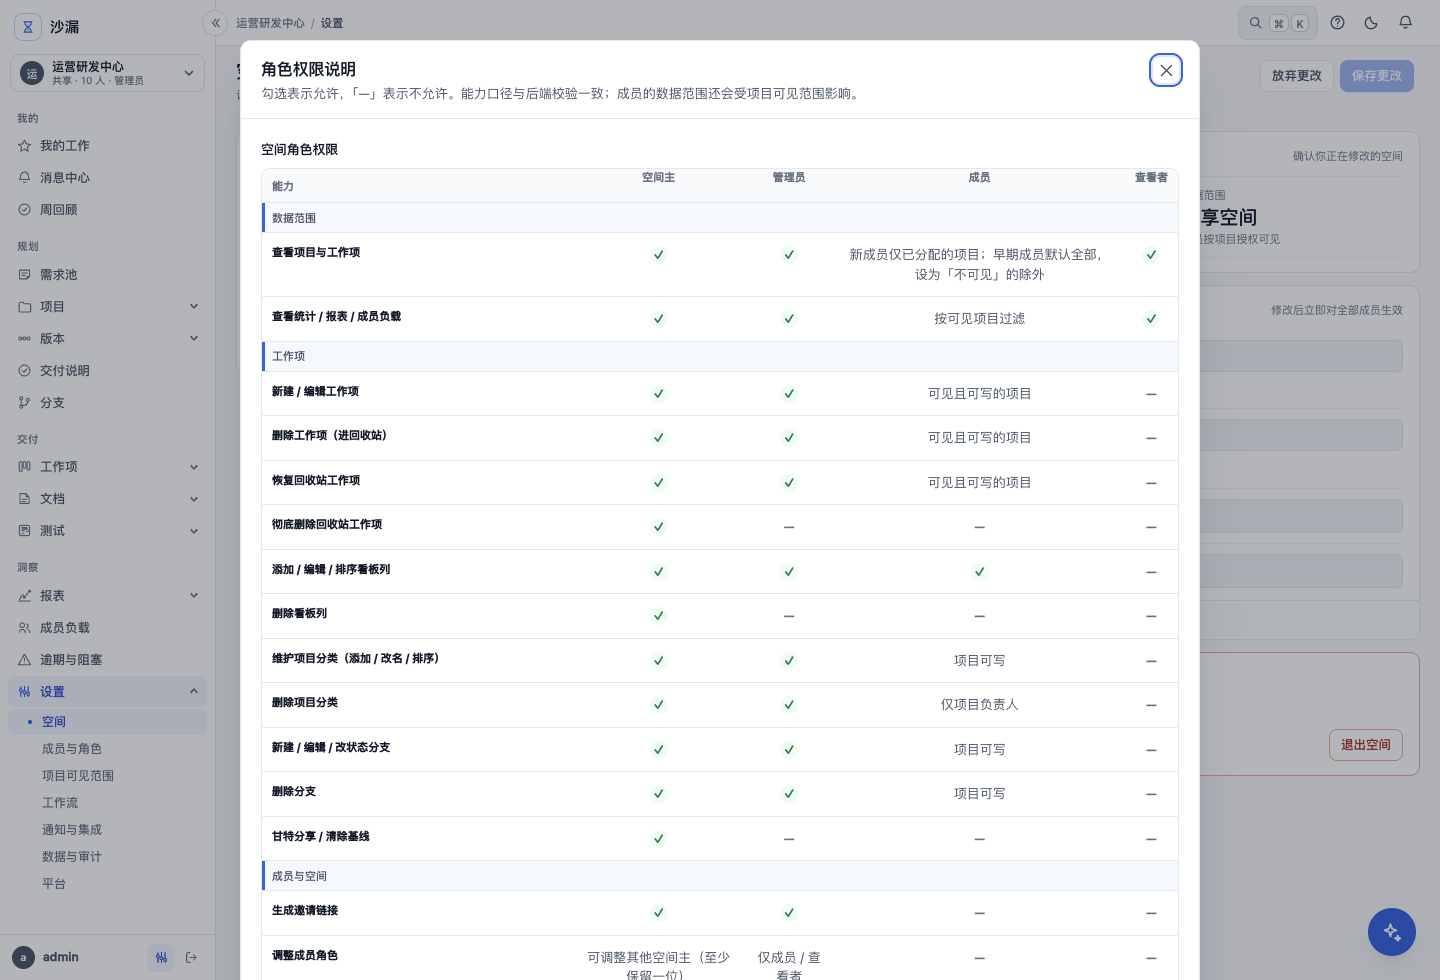 沙漏
运营研发中心 / 设置
⌘ K
运
运营研发中心
共享 · 10 人 · 管理员
我的
我的工作
消息中心
周回顾
规划
需求池
项目
版本
交付说明
分支
交付
工作项
文档
测试
洞察
报表
成员负载
逾期与阻塞
设置
空间
成员与角色
项目可见范围
工作流
通知与集成
数据与审计
平台
a
admin
放弃更改
保存更改
确认你正在修改的空间
范围
享空间
按项目授权可见
修改后立即对全部成员生效
退出空间
角色权限说明
勾选表示允许，「—」表示不允许。能力口径与后端校验一致；成员的数据范围还会受项目可见范围影响。
空间角色权限
能力 空间主 管理员 成员 查看者
数据范围
查看项目与工作项 ✓ ✓ 新成员仅已分配的项目；早期成员默认全部， ✓
设为「不可见」的除外
查看统计 / 报表 / 成员负载 ✓ ✓ 按可见项目过滤 ✓
工作项
新建 / 编辑工作项 ✓ ✓ 可见且可写的项目 —
删除工作项（进回收站） ✓ ✓ 可见且可写的项目 —
恢复回收站工作项 ✓ ✓ 可见且可写的项目 —
彻底删除回收站工作项 ✓ — — —
添加 / 编辑 / 排序看板列 ✓ ✓ ✓ —
删除看板列 ✓ — — —
维护项目分类（添加 / 改名 / 排序） ✓ ✓ 项目可写 —
删除项目分类 ✓ ✓ 仅项目负责人 —
新建 / 编辑 / 改状态分支 ✓ ✓ 项目可写 —
删除分支 ✓ ✓ 项目可写 —
甘特分享 / 清除基线 ✓ — — —
成员与空间
生成邀请链接 ✓ ✓ — —
调整成员角色 可调整其他空间主（至少 仅成员 / 查 — —
保留一位） 看者